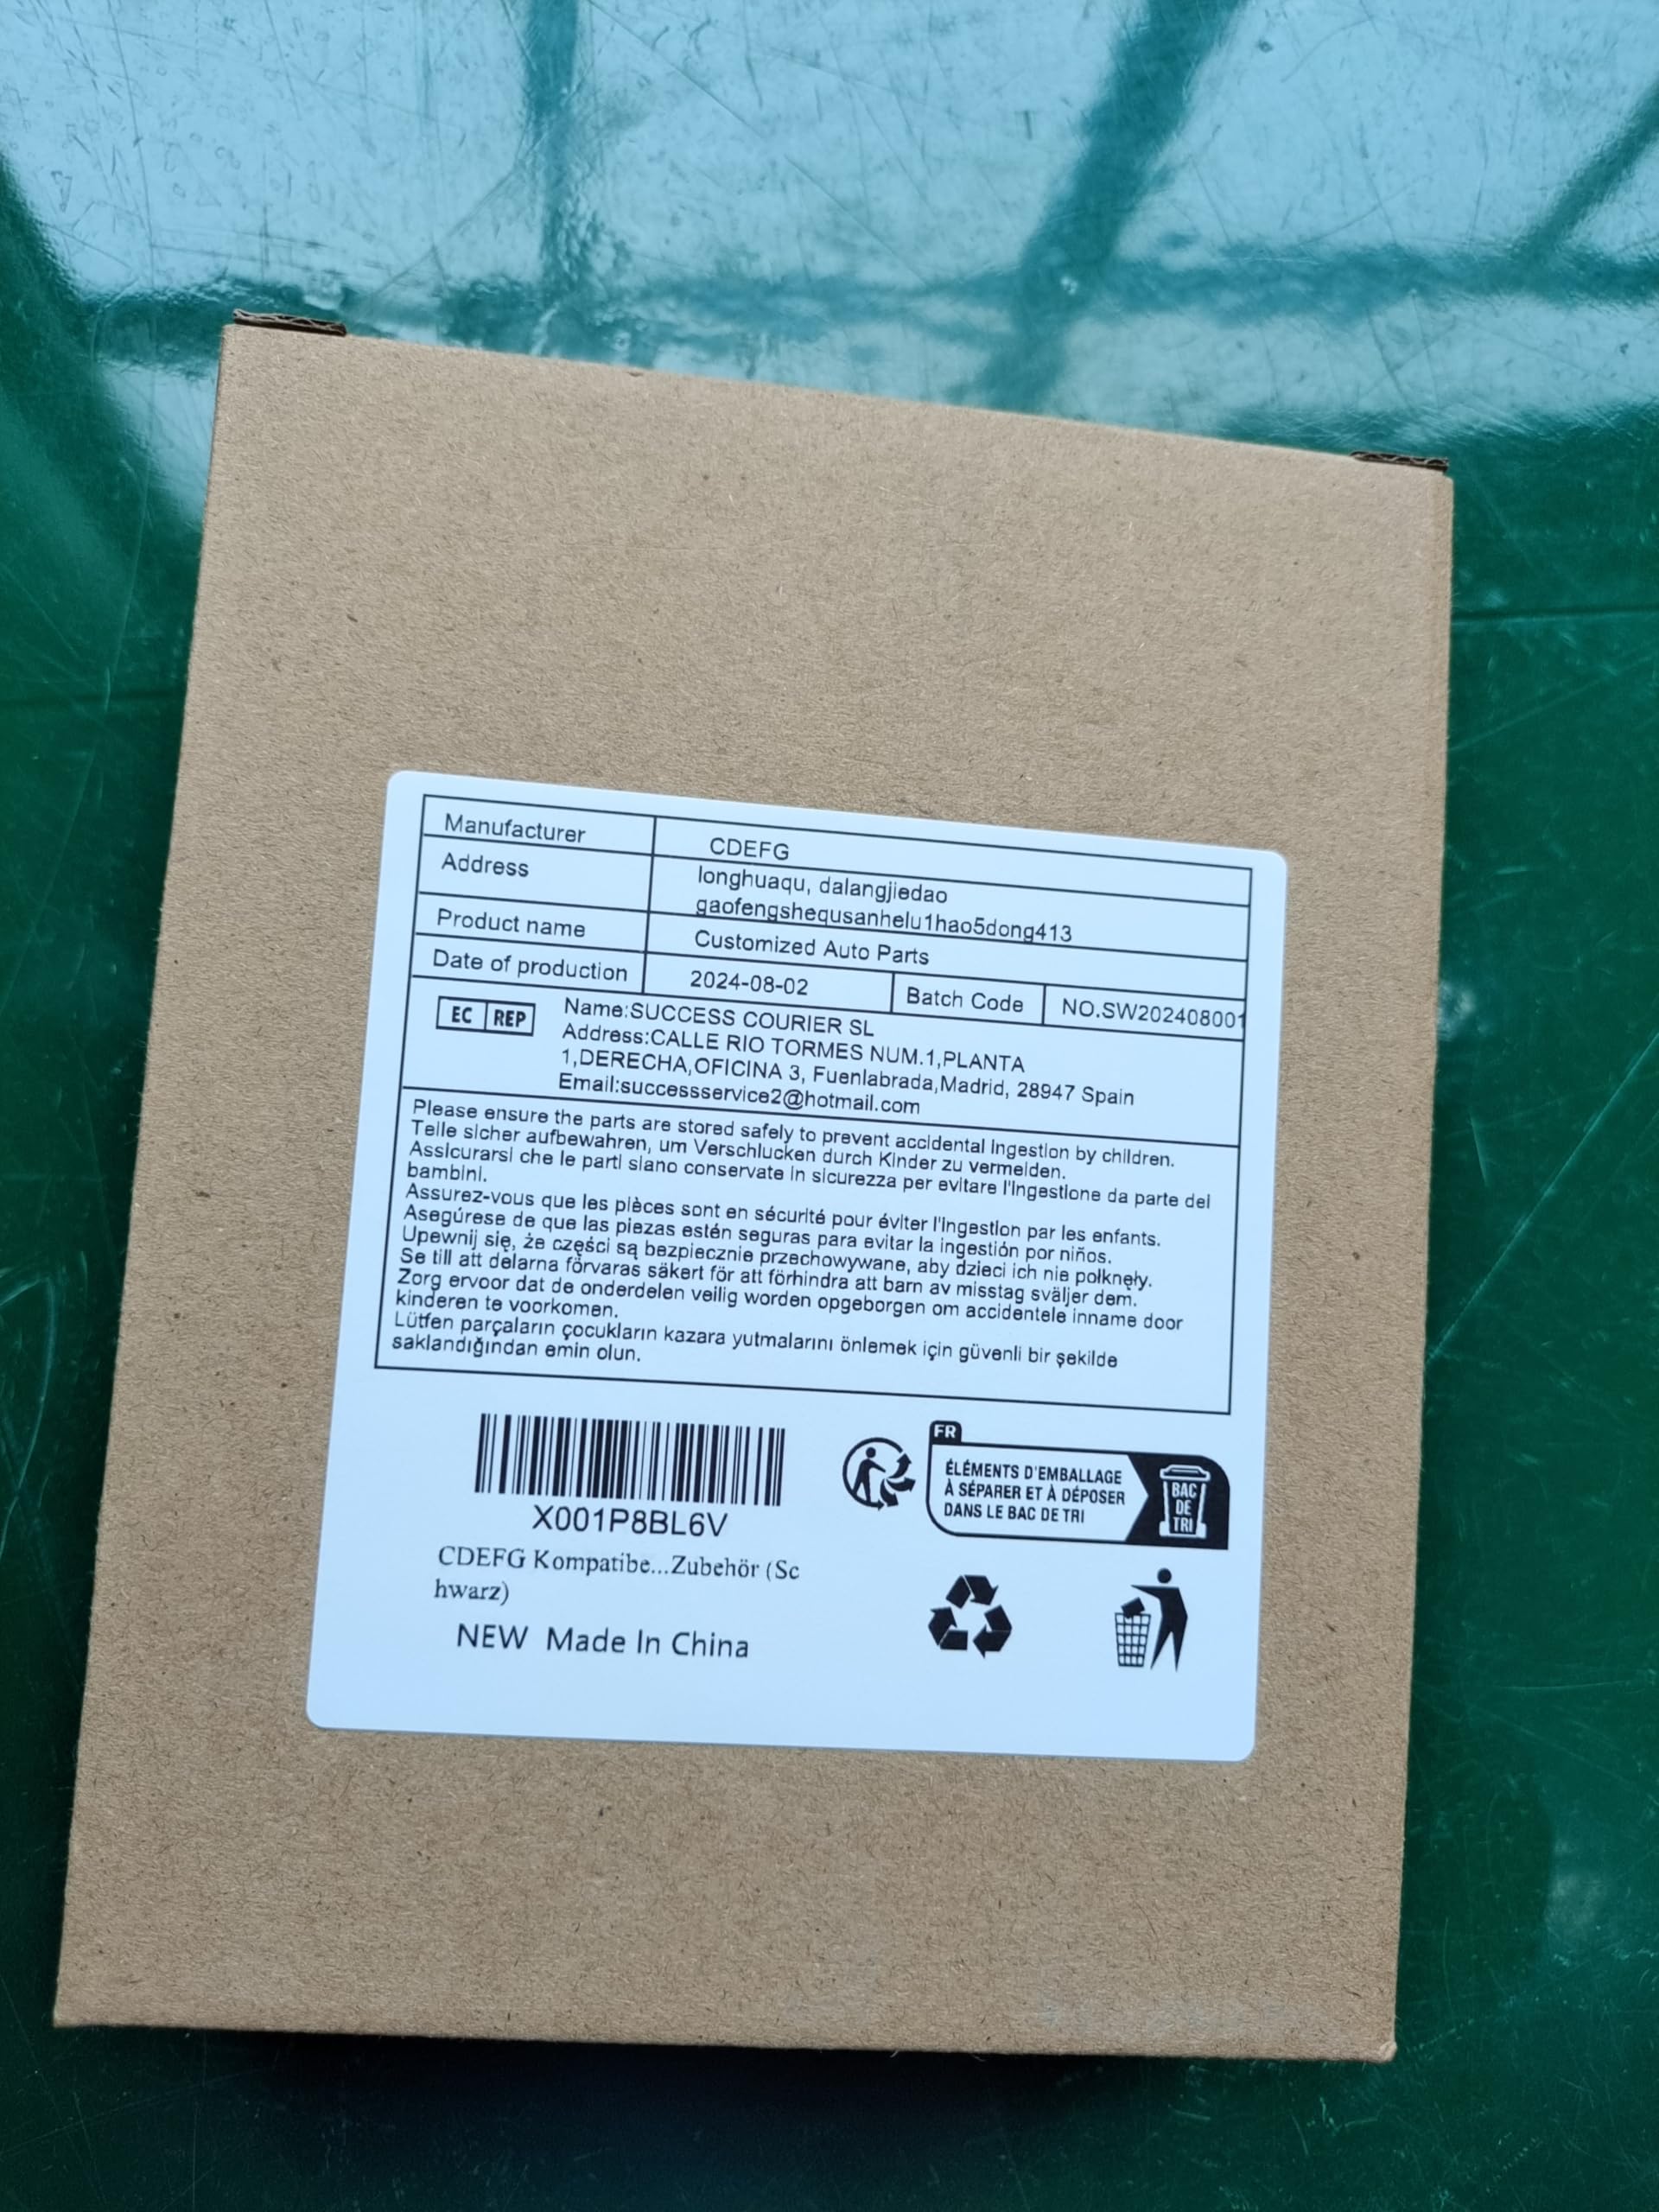 Manufacturer CDEFG
Address longhuaqu, dalangjiedao
gaofengshequsanhelu1hao5dong413
Product name Customized Auto Parts
Date of production 2024-08-02 Batch Code NO.SW202408001
EC REP Name:SUCCESS COURIER SL
Address:CALLE RIO TORMES NUM.1,PLANTA
1,DERECHA,OFICINA 3, Fuenlabrada,Madrid, 28947 Spain
Email:successservice2@hotmail.com
Please ensure the parts are stored safely to prevent accidental ingestion by children.
Teile sicher aufbewahren, um Verschlucken durch Kinder zu vermeiden.
Assicurarsi che le parti siano conservate in sicurezza per evitare l'ingestione da parte dei
bambini.
Assurez-vous que les pièces sont en sécurité pour éviter l'ingestion par les enfants.
Asegúrese de que las piezas estén seguras para evitar la ingestión por niños.
Upewnij się, że części są bezpiecznie przechowywane, aby dzieci ich nie połknęły.
Se till att delarna förvaras säkert för att förhindra att barn av misstag sväljer dem.
Zorg ervoor dat de onderdelen veilig worden opgeborgen om accidentele inname door
kinderen te voorkomen.
Lütfen parçaların çocukların kazara yutmalarını önlemek için güvenli bir şekilde
saklandığından emin olun.
X001P8BL6V
CDEFG Kompatibe...Zubehör (Sc
hwarz)
NEW Made In China
FR
ÉLÉMENTS D'EMBALLAGE
À SÉPARER ET À DÉPOSER
DANS LE BAC DE TRI
BAC
DE
TRI